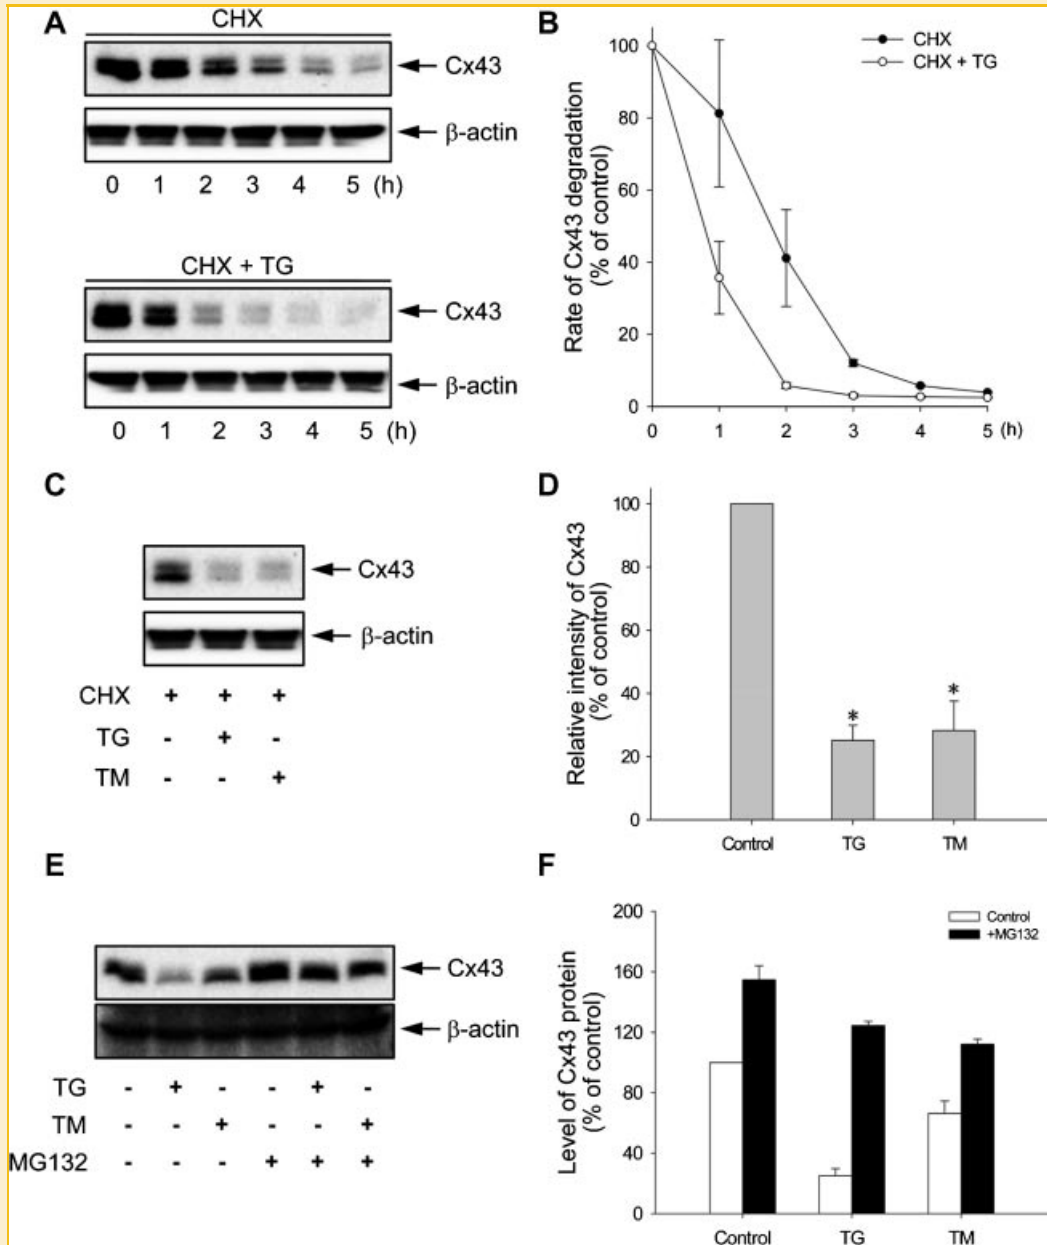 A
CHX
Cx43
β-actin
0 1 2 3 4 5 (h)
CHX + TG
Cx43
β-actin
0 1 2 3 4 5 (h)
B
CHX
CHX + TG
Rate of Cx43 degradation
(% of control)
100
80
60
40
20
0
0 1 2 3 4 5 (h)
C
Cx43
β-actin
CHX + + +
TG - + -
TM - - +
D
Relative intensity of Cx43
(% of control)
100
80
60
40
20
0
* *
Control TG TM
E
Cx43
β-actin
TG - + - - + -
TM - - + - - +
MG132 - - - + + +
F
Control
+MG132
Level of Cx43 protein
(% of control)
200
160
120
80
40
0
Control TG TM